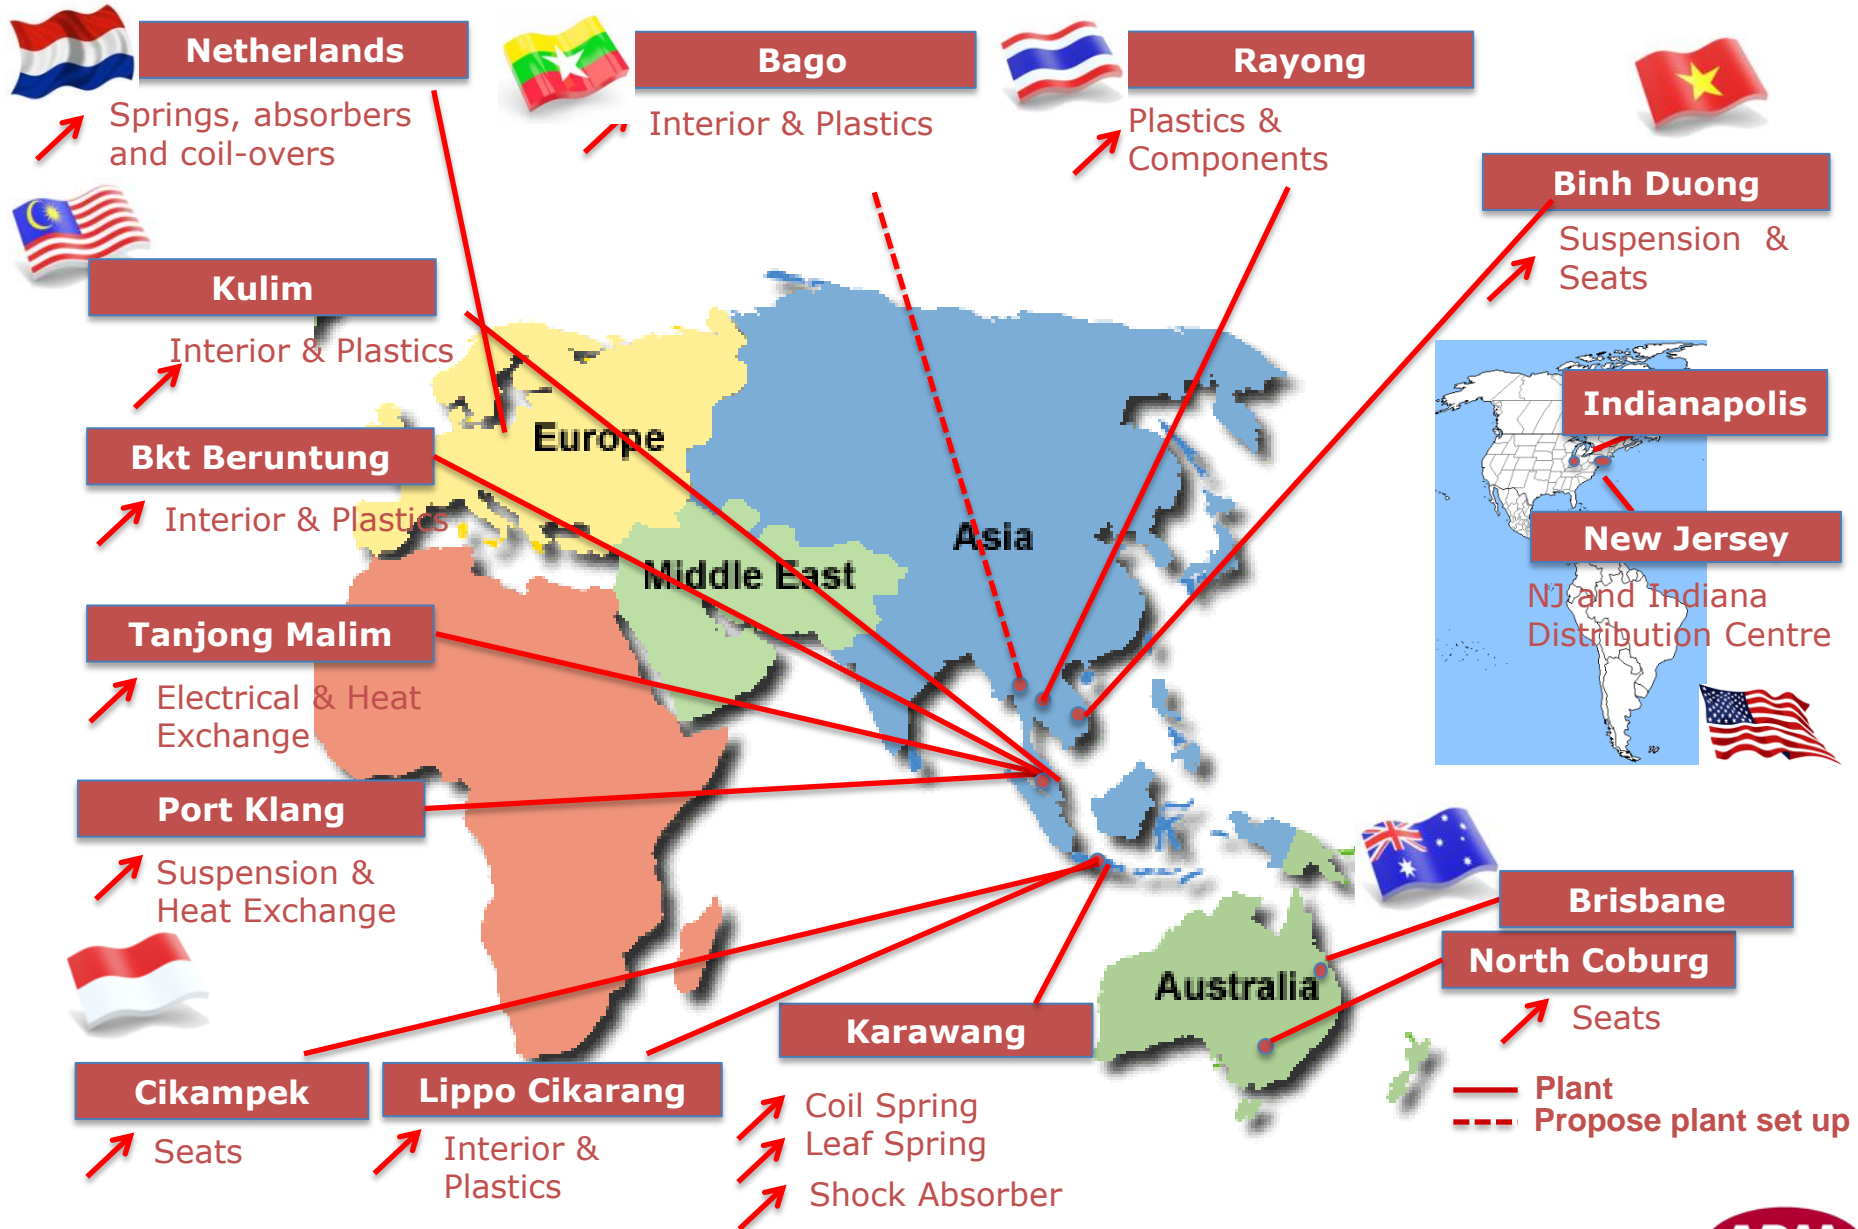 Netherlands
Springs, absorbers
and coil-overs
Bago
Interior & Plastics
Rayong
Plastics &
Components
Binh Duong
Suspension &
Seats
Kulim
Interior & Plastics
Bkt Beruntung
Interior & Plastics
Tanjong Malim
Electrical & Heat
Exchange
Port Klang
Suspension &
Heat Exchange
Europe
Middle East
Asia
Australia
Indianapolis
New Jersey
NJ and Indiana
Distribution Centre
Brisbane
North Coburg
Seats
Cikampek
Seats
Lippo Cikarang
Interior &
Plastics
Karawang
Coil Spring
Leaf Spring
Shock Absorber
Plant
Propose plant set up